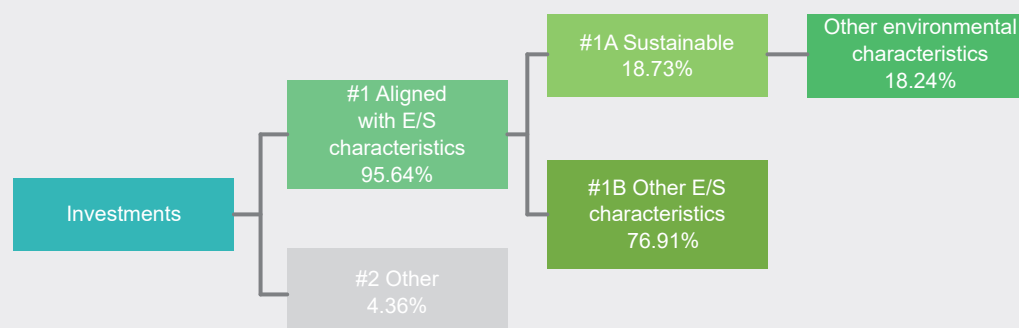 Investments
#1 Aligned
with E/S
characteristics
95.64%
#2 Other
4.36%
#1A Sustainable
18.73%
#1B Other E/S
characteristics
76.91%
Other environmental
characteristics
18.24%